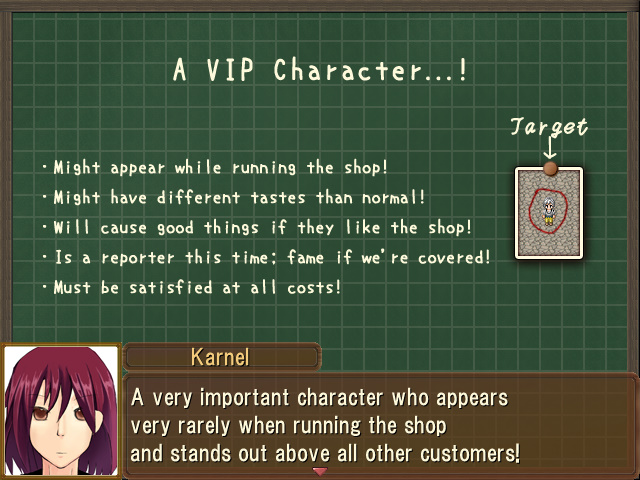 A VIP Character...!
Target
・Might appear while running the shop!
・Might have different tastes than normal!
・Will cause good things if they like the shop!
・Is a reporter this time: fame if we're covered!
・Must be satisfied at all costs!
Karnel
A very important character who appears
very rarely when running the shop
and stands out above all other customers!